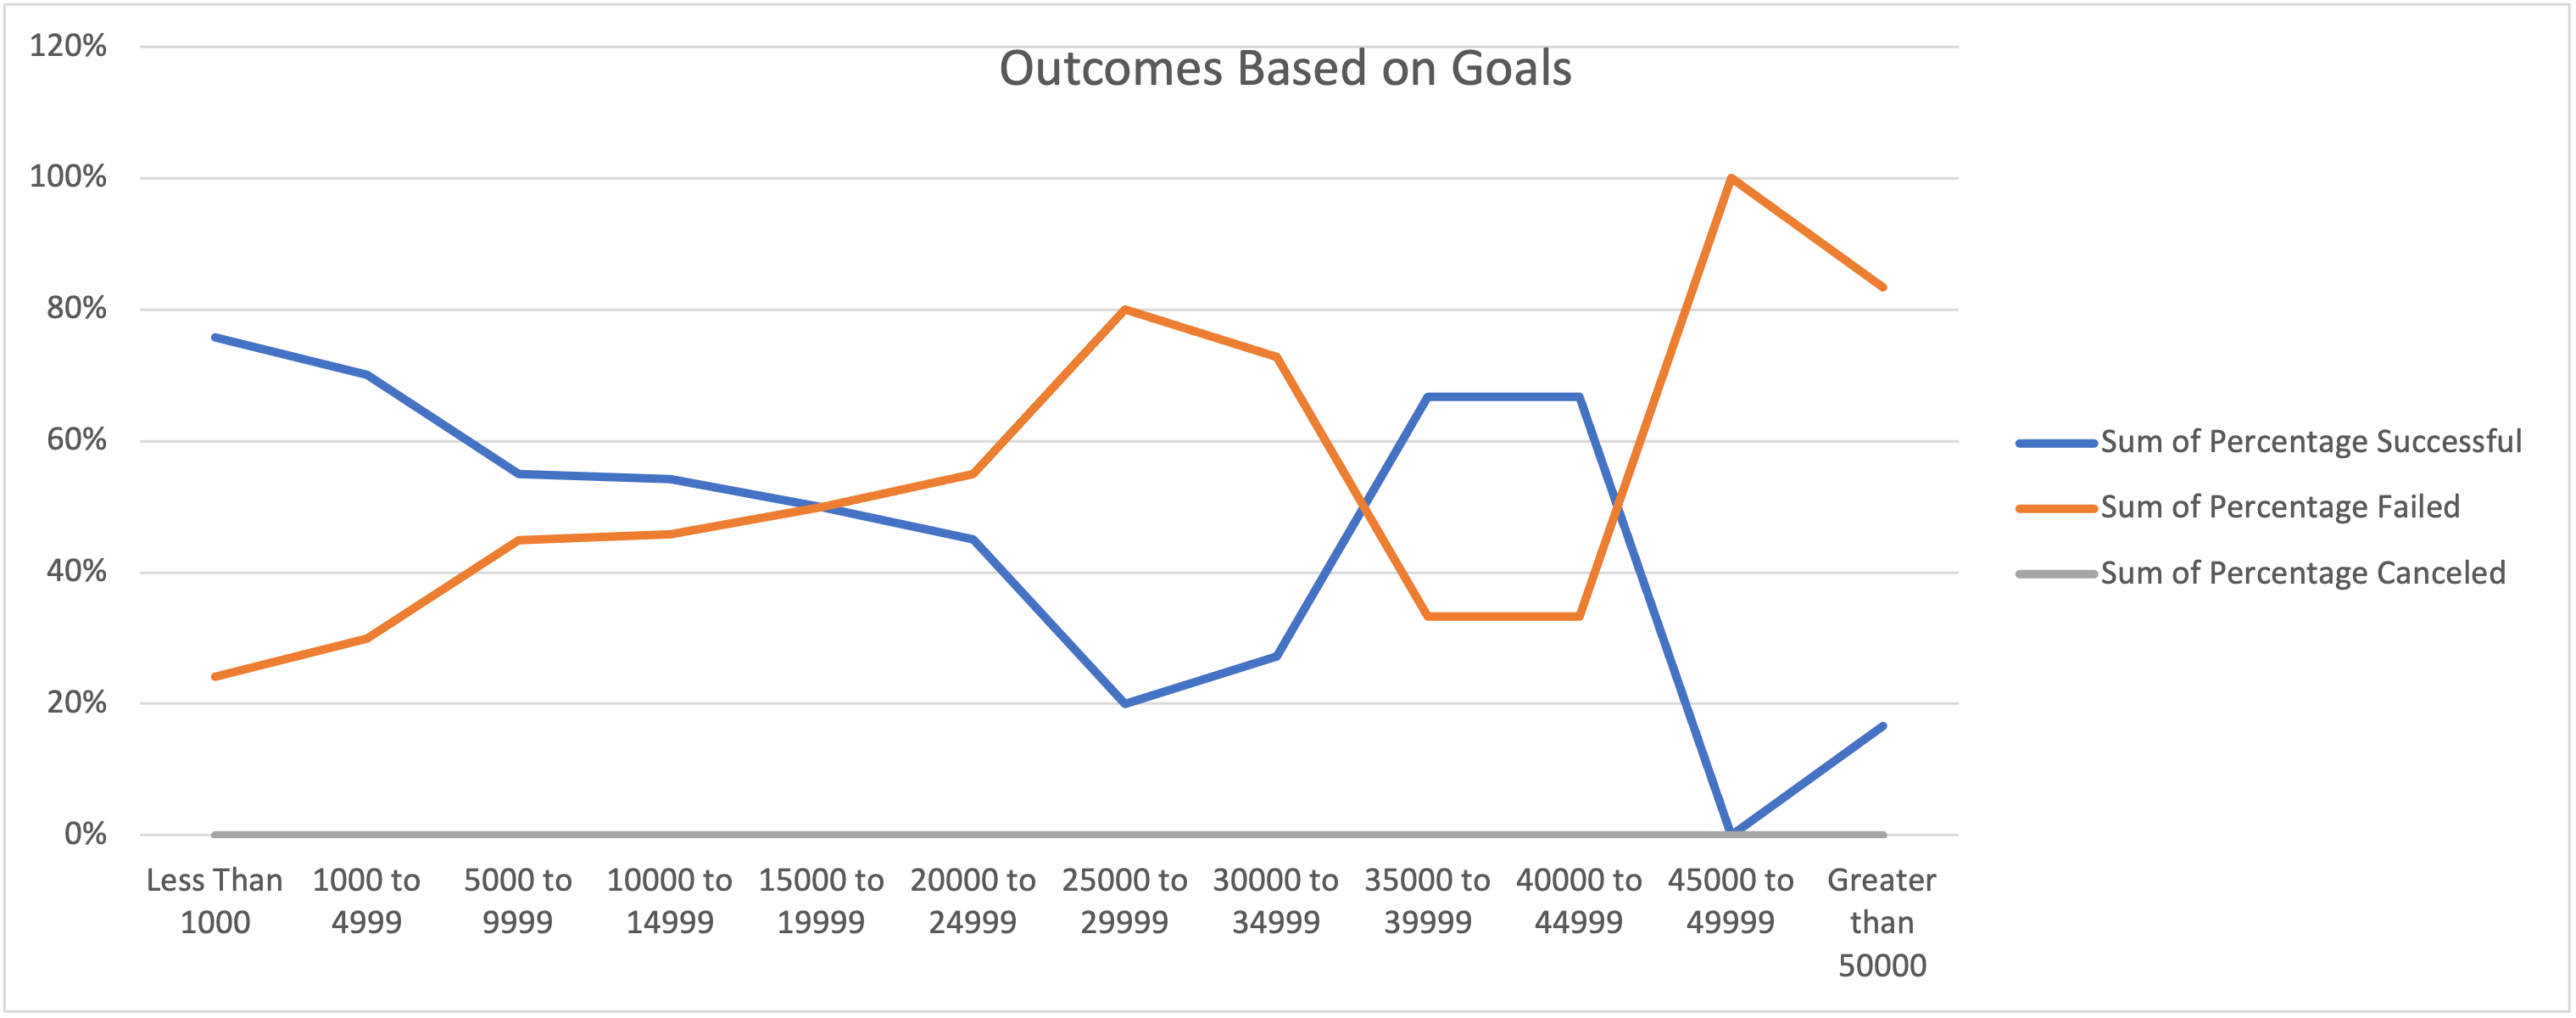 Outcomes Based on Goals
120%
100%
80%
60%
40%
20%
0%
Less Than
1000
1000 to
4999
5000 to
9999
10000 to
14999
15000 to
19999
20000 to
24999
25000 to
29999
30000 to
34999
35000 to
39999
40000 to
44999
45000 to
49999
Greater
than
50000
Sum of Percentage Successful
Sum of Percentage Failed
Sum of Percentage Canceled